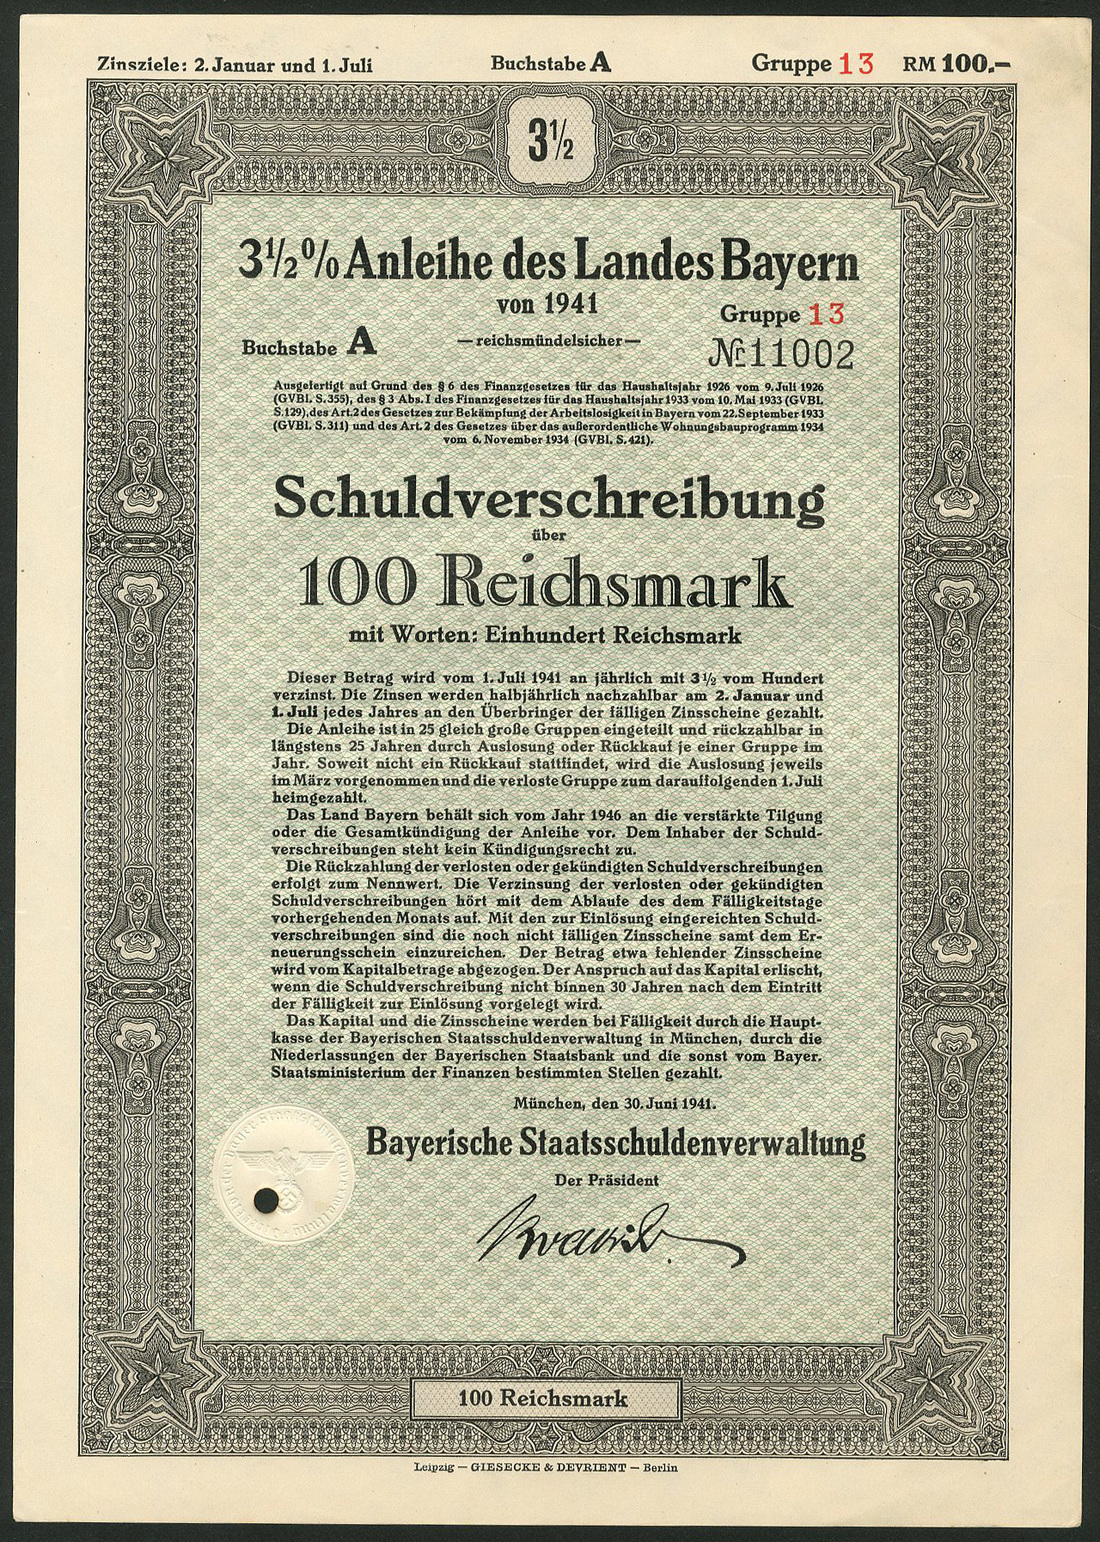 Zinsziele: 2. Januar und 1. Juli
Buchstabe A
Gruppe 13
RM 100.–
3½
3½% Anleihe des Landes Bayern
von 1941
Gruppe 13
Buchstabe A
— reichsmündelsicher —
№ 11002
Ausgefertigt auf Grund des § 6 des Finanzgesetzes für das Haushaltsjahr 1926 vom 9. Juli 1926
(GVBl. S. 355), des § 3 Abs. I des Finanzgesetzes für das Haushaltsjahr 1933 vom 10. Mai 1933 (GVBl.
S. 129), des Art. 2 des Gesetzes zur Bekämpfung der Arbeitslosigkeit in Bayern vom 22. September 1933
(GVBl. S. 311) und des Art. 2 des Gesetzes über das außerordentliche Wohnungsbauprogramm 1934
vom 6. November 1934 (GVBl. S. 421).
Schuldverschreibung
über
100 Reichsmark
mit Worten: Einhundert Reichsmark
Dieser Betrag wird vom 1. Juli 1941 an jährlich mit 3½ vom Hundert
verzinst. Die Zinsen werden halbjährlich nachzahlbar am 2. Januar und
1. Juli jedes Jahres an den Überbringer der fälligen Zinsscheine gezahlt.
Die Anleihe ist in 25 gleich große Gruppen eingeteilt und rückzahlbar in
längstens 25 Jahren durch Auslosung oder Rückkauf je einer Gruppe im
Jahr. Soweit nicht ein Rückkauf stattfindet, wird die Auslosung jeweils
im März vorgenommen und die verloste Gruppe zum darauffolgenden 1. Juli
heimgezahlt.
Das Land Bayern behält sich vom Jahr 1946 an die verstärkte Tilgung
oder die Gesamtkündigung der Anleihe vor. Dem Inhaber der Schuld-
verschreibungen steht kein Kündigungsrecht zu.
Die Rückzahlung der verlosten oder gekündigten Schuldverschreibungen
erfolgt zum Nennwert. Die Verzinsung der verlosten oder gekündigten
Schuldverschreibungen hört mit dem Ablaufe des dem Fälligkeitstage
vorhergehenden Monats auf. Mit den zur Einlösung eingereichten Schuld-
verschreibungen sind die noch nicht fälligen Zinsscheine samt dem Er-
neuerungsschein einzureichen. Der Betrag etwa fehlender Zinsscheine
wird vom Kapitalbetrage abgezogen. Der Anspruch auf das Kapital erlischt,
wenn die Schuldverschreibung nicht binnen 30 Jahren nach dem Eintritt
der Fälligkeit zur Einlösung vorgelegt wird.
Das Kapital und die Zinsscheine werden bei Fälligkeit durch die Haupt-
kasse der Bayerischen Staatsschuldenverwaltung in München, durch die
Niederlassungen der Bayerischen Staatsbank und die sonst vom Bayer.
Staatsministerium der Finanzen bestimmten Stellen gezahlt.
München, den 30. Juni 1941.
Bayerische Staatsschuldenverwaltung
Der Präsident
100 Reichsmark
Leipzig — GIESECKE & DEVRIENT — Berlin